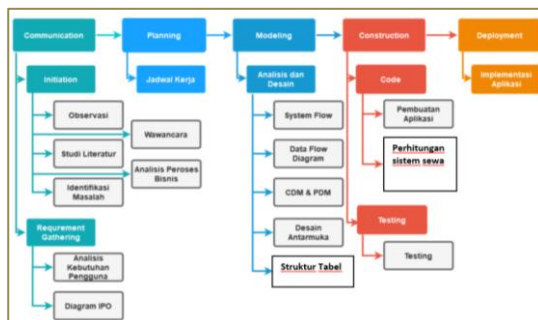 Communication
Planning
Modeling
Construction
Deployment
Initiation
Jadwal Kerja
Analisis dan
Desain
Code
Implementasi
Aplikasi
Observasi
Wawancara
Studi Literatur
Analisis Peroses
Bisnis
Identifikasi
Masalah
System Flow
Data Flow
Diagram
CDM & PDM
Desain
Antarmuka
Struktur Tabel
Pembuatan
Aplikasi
Perhitungan
sistem sewa
Testing
Testing
Requrement
Gathering
Analisis
Kebutuhan
Pengguna
Diagram IPO